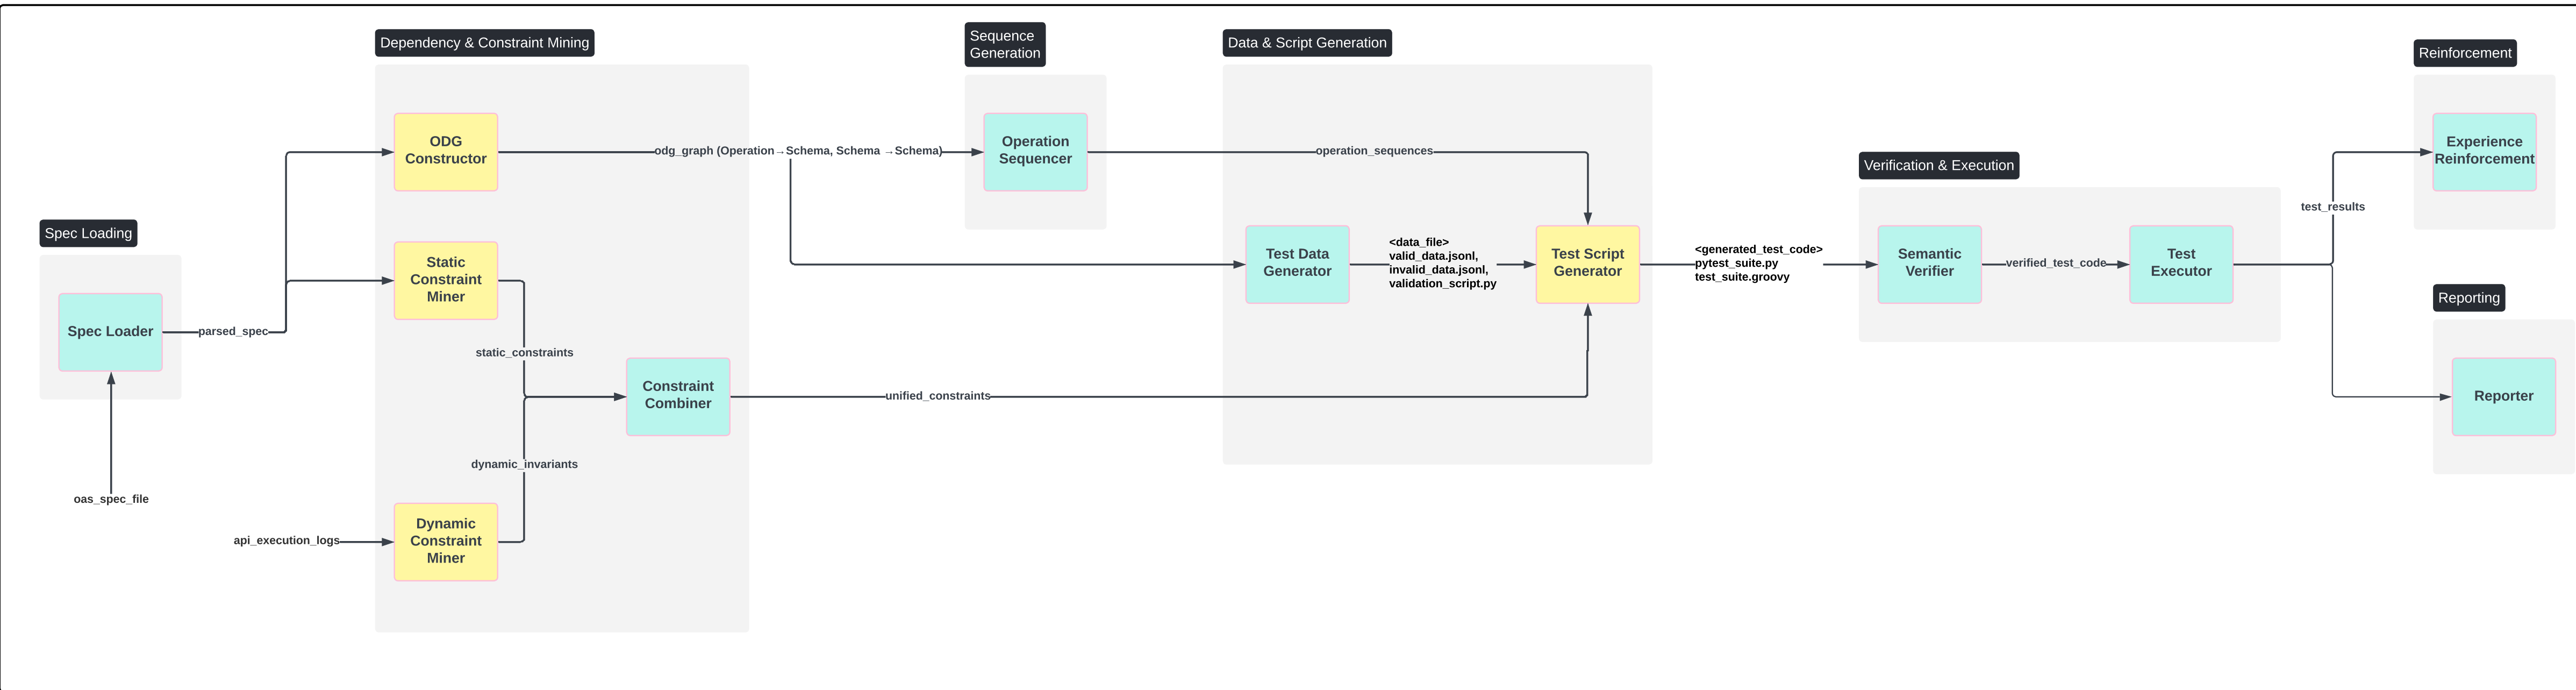 Spec Loading
Spec Loader
oas_spec_file
parsed_spec
Dependency & Constraint Mining
ODG
Constructor
Static
Constraint
Miner
static_constraints
Constraint
Combiner
dynamic_invariants
Dynamic
Constraint
Miner
api_execution_logs
odg_graph (Operation→Schema, Schema →Schema)
unified_constraints
Sequence
Generation
Operation
Sequencer
Data & Script Generation
operation_sequences
Test Data
Generator
<data_file>
valid_data.jsonl,
invalid_data.jsonl,
validation_script.py
Test Script
Generator
<generated_test_code>
pytest_suite.py
test_suite.groovy
Verification & Execution
Semantic
Verifier
verified_test_code
Test
Executor
test_results
Reinforcement
Experience
Reinforcement
Reporting
Reporter